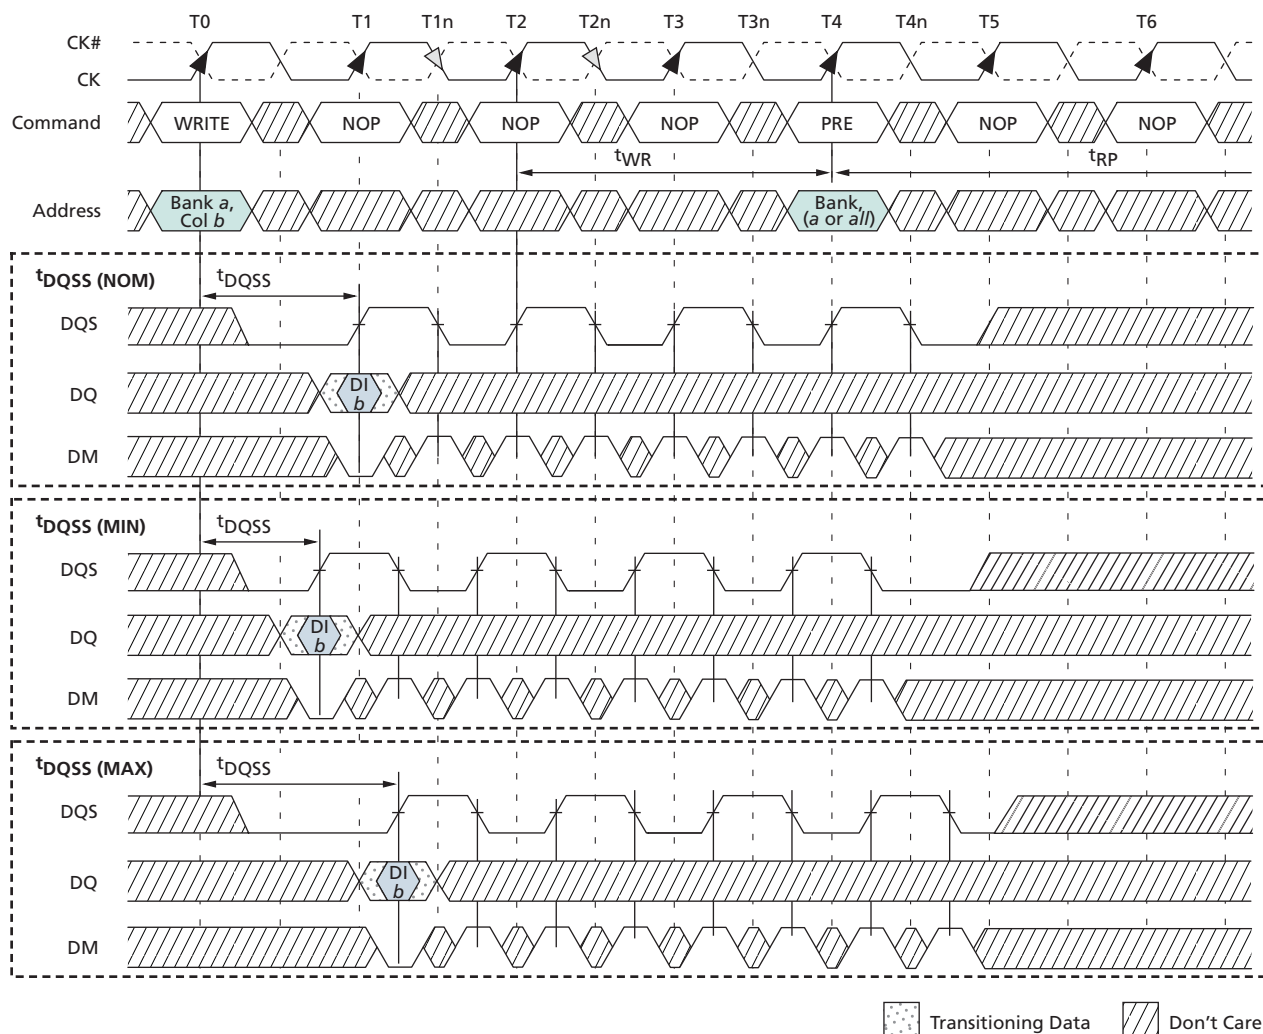 T0 T1 T1n T2 T2n T3 T3n T4 T4n T5 T6
CK#
CK
Command WRITE NOP NOP NOP PRE NOP NOP
tWR tRP
Address Bank a, Col b Bank, (a or all)
tDQSS (NOM) tDQSS
DQS
DQ DI b
DM
tDQSS (MIN) tDQSS
DQS
DQ DI b
DM
tDQSS (MAX) tDQSS
DQS
DQ DI b
DM
Transitioning Data Don't Care